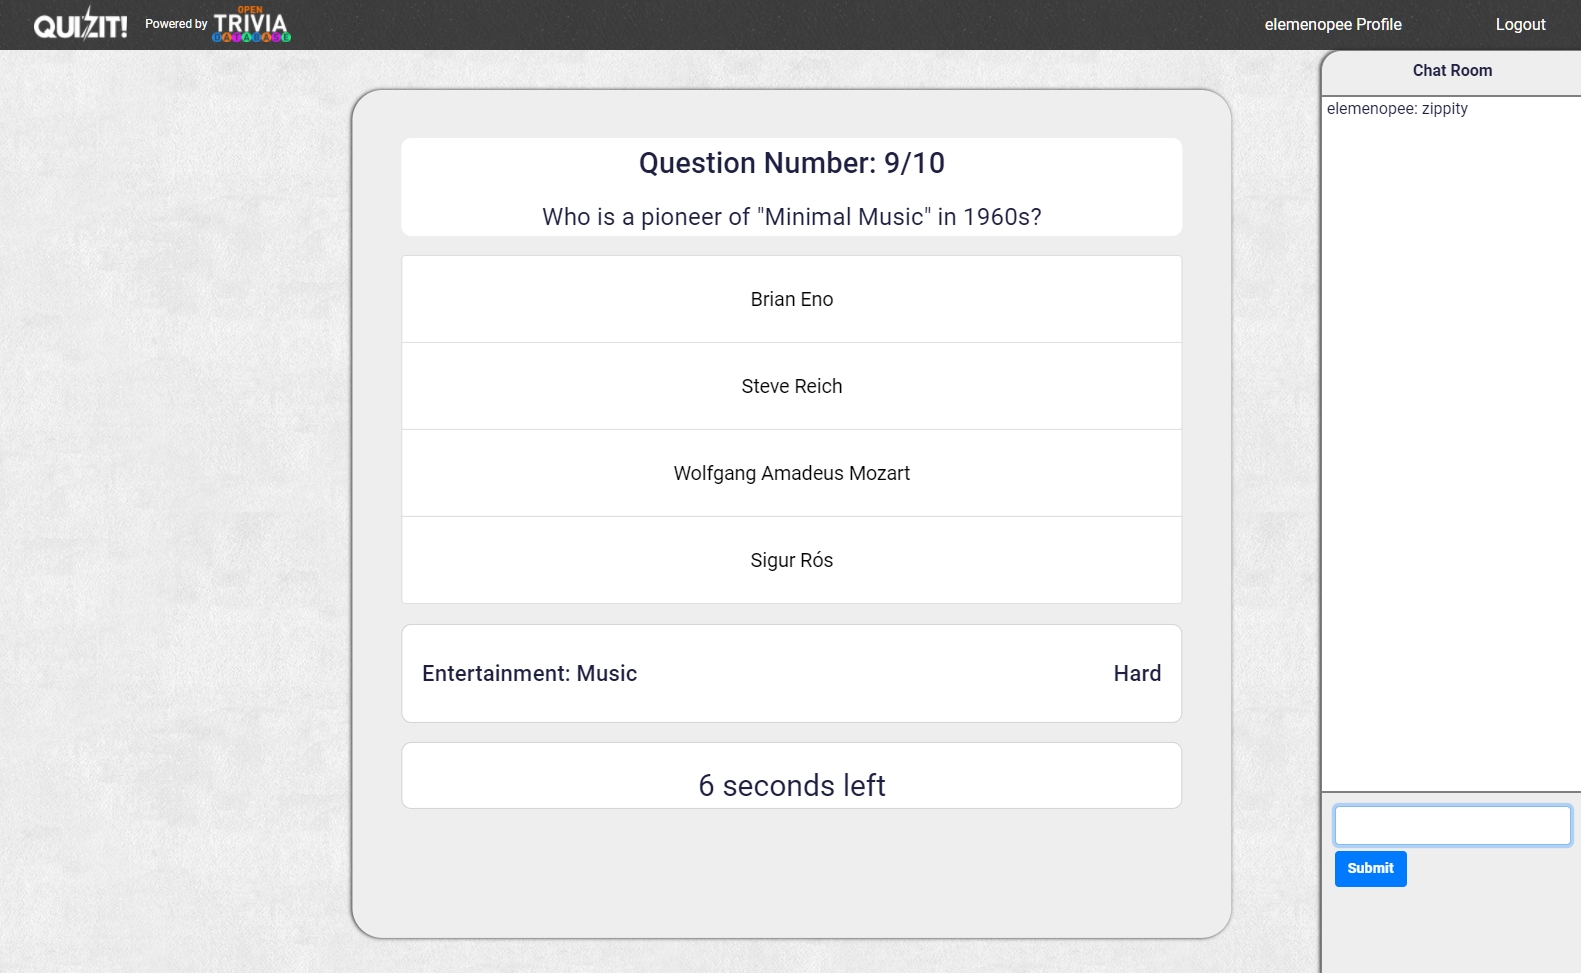 QUIZIT! Powered by OPEN TRIVIA DATABASE
elemenopee Profile Logout
Chat Room
elemenopee: zippity
Question Number: 9/10
Who is a pioneer of "Minimal Music" in 1960s?
Brian Eno
Steve Reich
Wolfgang Amadeus Mozart
Sigur Rós
Entertainment: Music Hard
6 seconds left
Submit